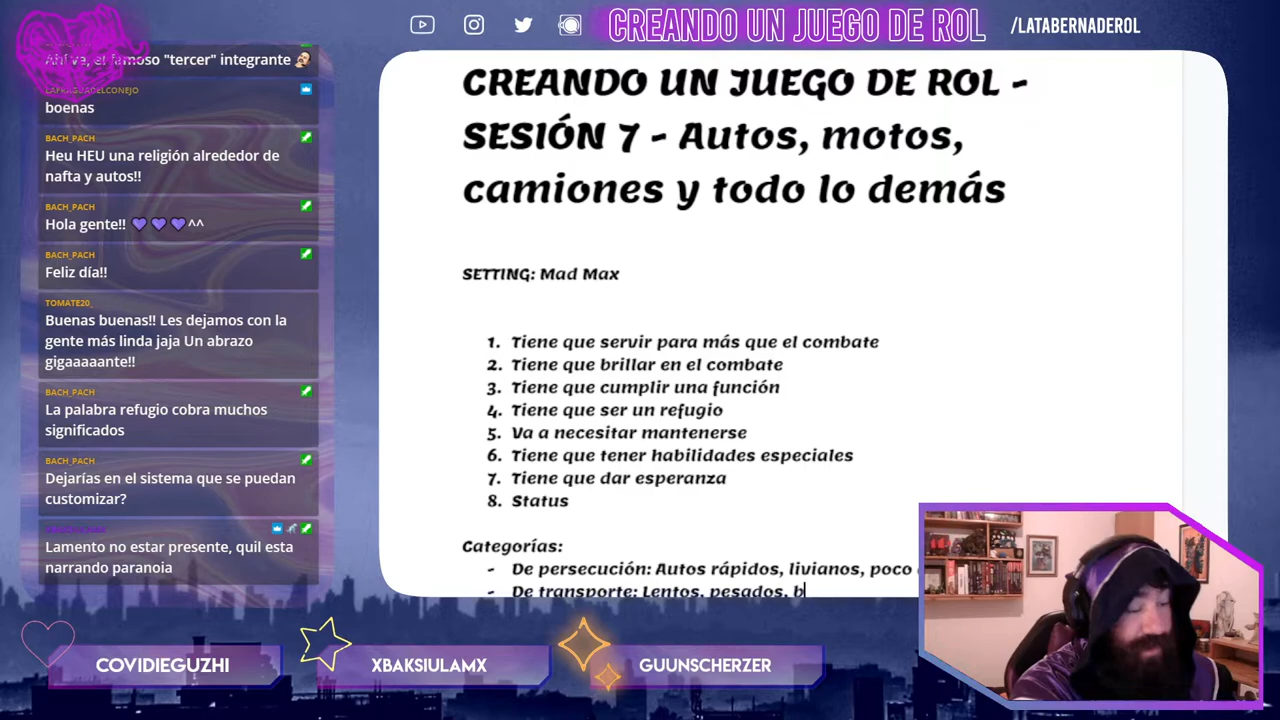 CREANDO UN JUEGO DE ROL
/LATABERNADEROL
Ahí va, el famoso "tercer" integrante
LAFRAGUADELCONEJO
boenas
BACH_PACH
Heu HEU una religión alrededor de
nafta y autos!!
BACH_PACH
Hola gente!! 💜 💜 💜 ^^
BACH_PACH
Feliz día!!
TOMATE20_
Buenas buenas!! Les dejamos con la
gente más linda jaja Un abrazo
gigaaaaante!!
BACH_PACH
La palabra refugio cobra muchos
significados
BACH_PACH
Dejarías en el sistema que se puedan
customizar?
Lamento no estar presente, quil esta
narrando paranoia
CREANDO UN JUEGO DE ROL -
SESIÓN 7 - Autos, motos,
camiones y todo lo demás
SETTING: Mad Max
1. Tiene que servir para más que el combate
2. Tiene que brillar en el combate
3. Tiene que cumplir una función
4. Tiene que ser un refugio
5. Va a necesitar mantenerse
6. Tiene que tener habilidades especiales
7. Tiene que dar esperanza
8. Status
Categorías:
- De persecución: Autos rápidos, livianos, poco
- De transporte: Lentos, pesados, b
COVIDIEGUZHI
XBAKSIULAMX
GUUNSCHERZER